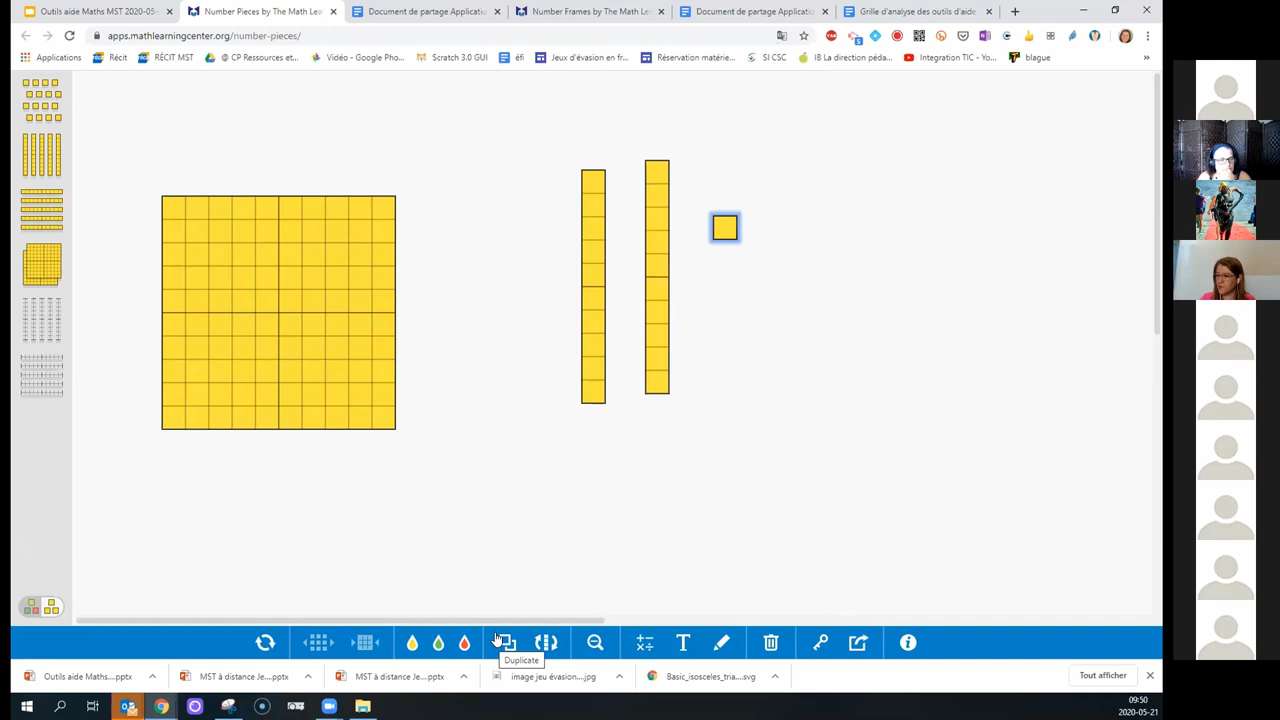 Outils aide Maths MST 2020-05-
Number Pieces by The Math Lea
Document de partage Applicatio
Number Frames by The Math Lea
Document de partage Applicatio
Grille d'analyse des outils d'aide
apps.mathlearningcenter.org/number-pieces/
Applications
Récit
RÉCIT MST
@ CP Ressources et...
Vidéo - Google Pho...
Scratch 3.0 GUI
éfi
Jeux d'évasion en fr...
Réservation matérie...
SI CSC
IB La direction péda...
Integration TIC - Yo...
blague
»
Duplicate
Outils aide Maths....pptx
MST à distance Je....pptx
MST à distance Je....pptx
image jeu évasion....jpg
Basic_isosceles_tria....svg
Tout afficher
09:50
2020-05-21